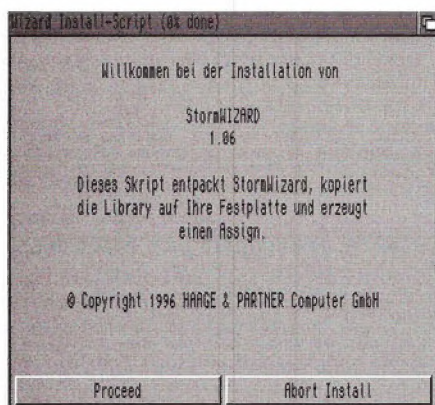 Wizard Install-Script (0% done)
Willkommen bei der Installation von
StormWIZARD
1.06
Dieses Skript entpackt StormWizard, kopiert
die Library auf Ihre Festplatte und erzeugt
einen Assign.
© Copyright 1996 HAAGE & PARTNER Computer GmbH
Proceed
Abort Install